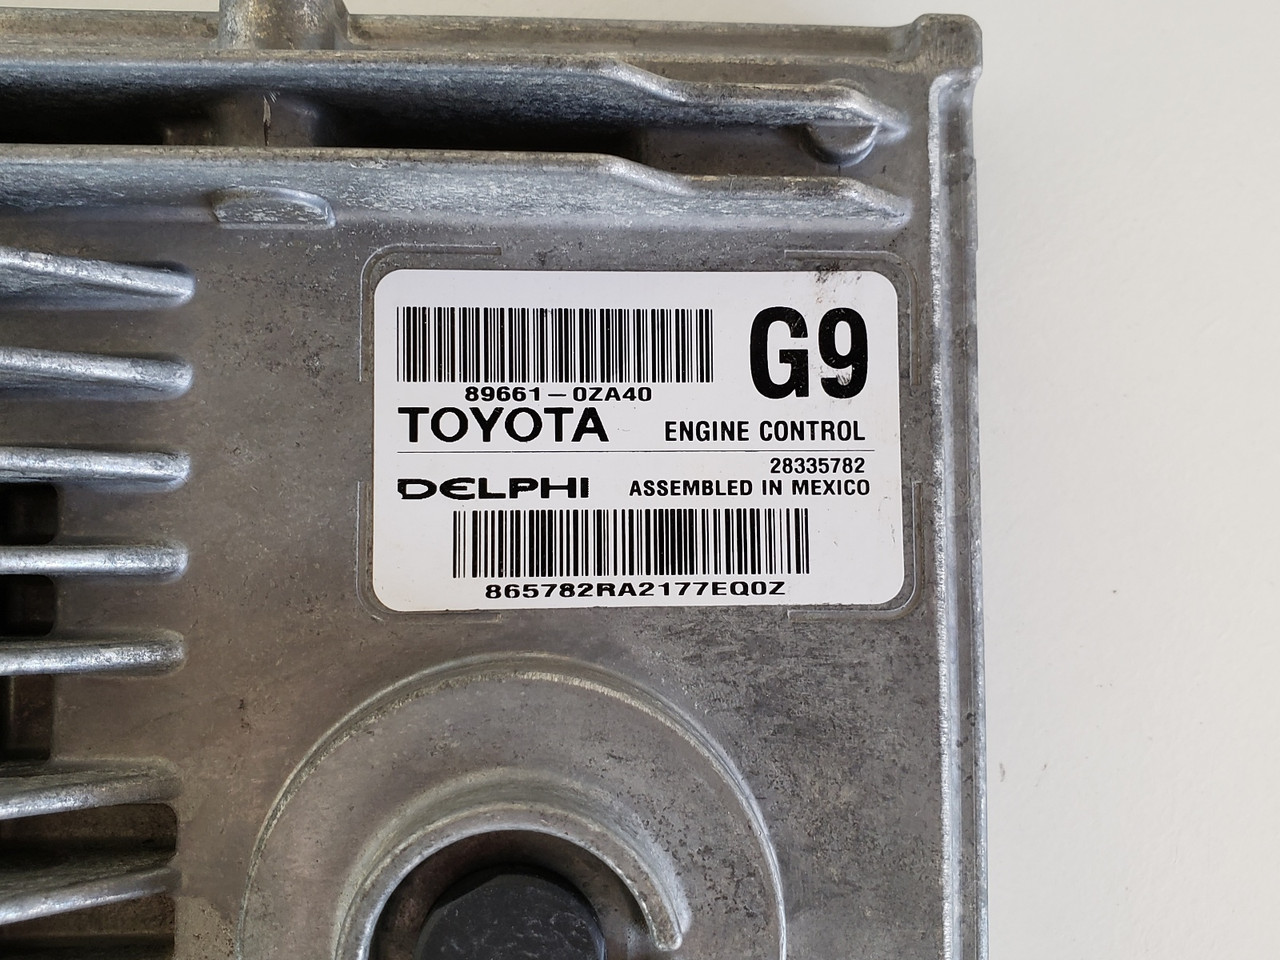 G9
89661-0ZA40
TOYOTA ENGINE CONTROL
28335782
DELPHI ASSEMBLED IN MEXICO
865782RA2177EQ0Z